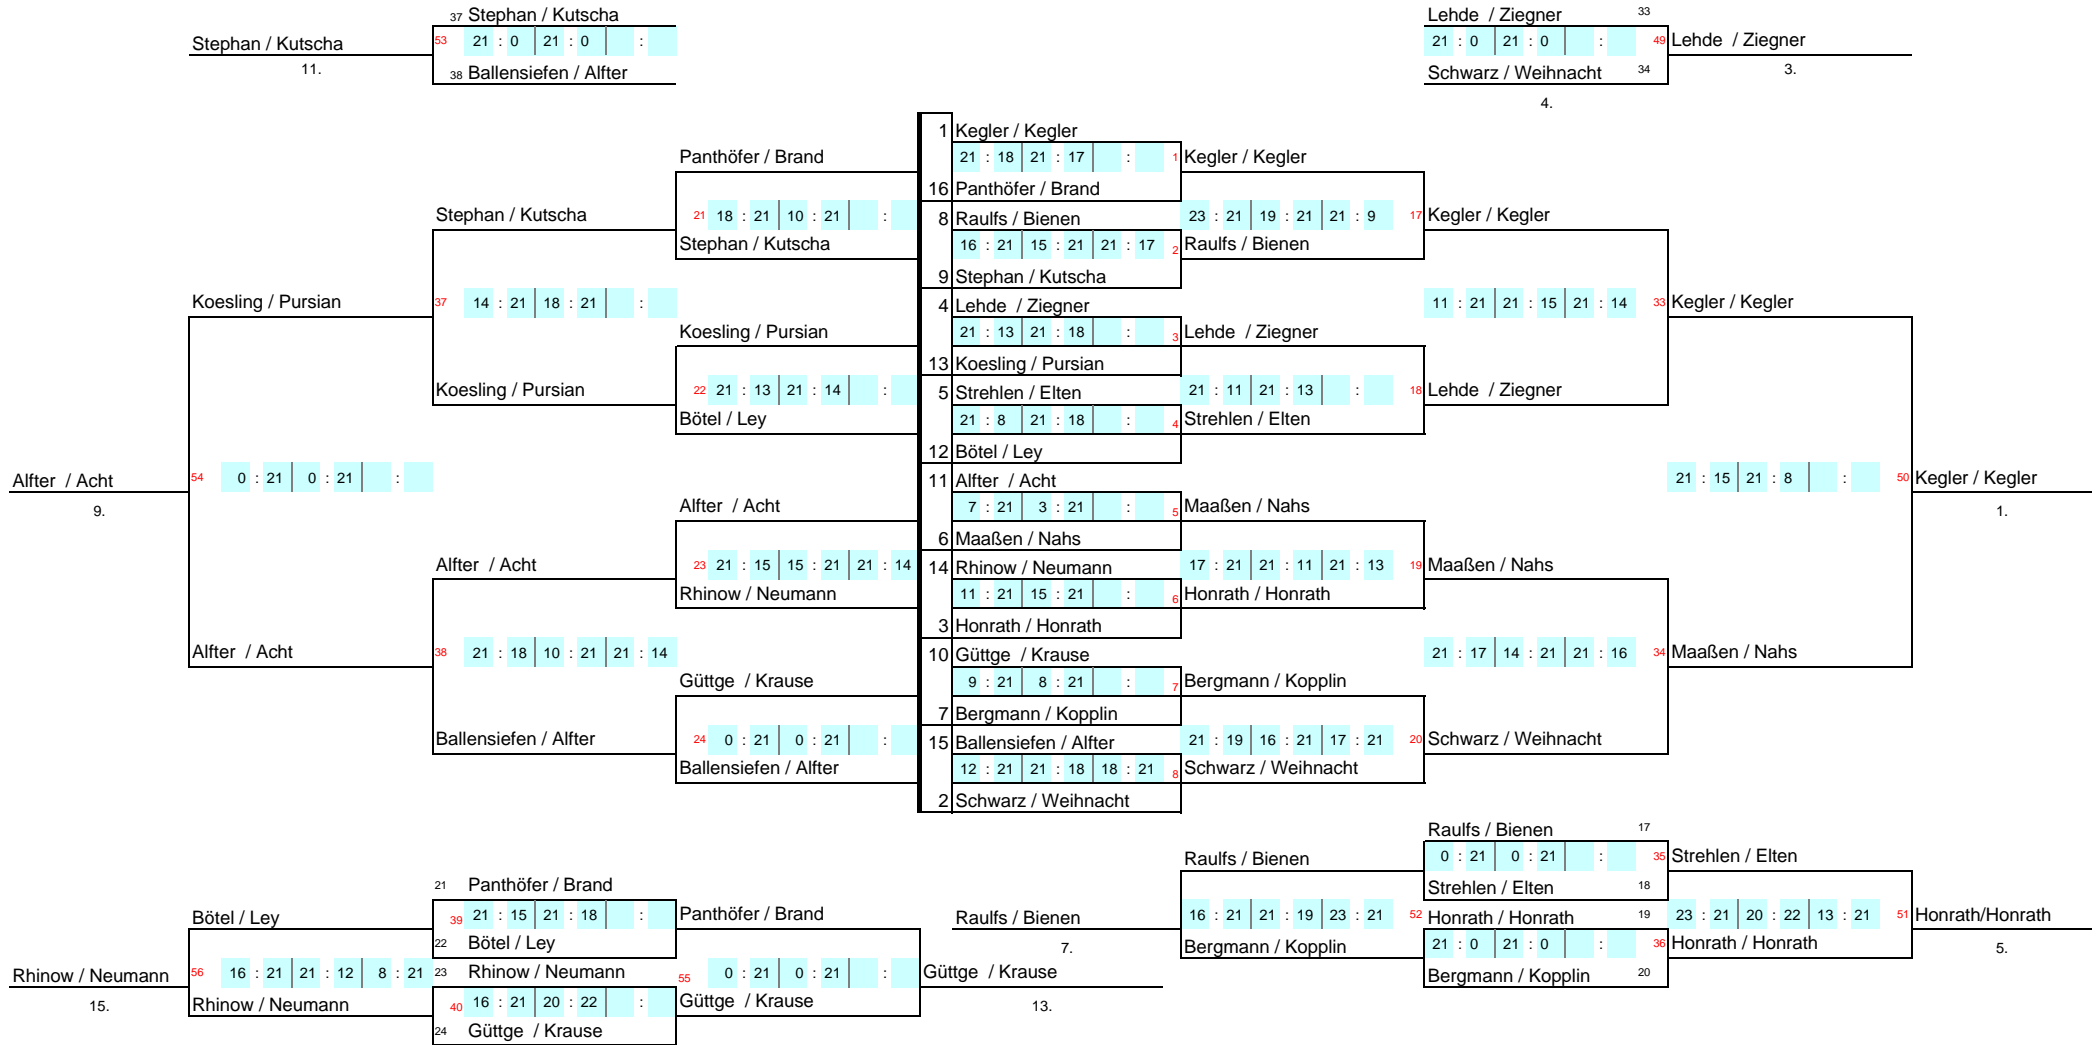 37 Stephan / Kutscha
Lehde / Ziegner 33
Stephan / Kutscha 53 21 : 0 21 : 0 :
21 : 0 21 : 0 : 49 Lehde / Ziegner
11.
38 Ballensiefen / Alfter
Schwarz / Weihnacht 34
3.
4.
1 Kegler / Kegler
Panthöfer / Brand
21 : 18 21 : 17 : 1 Kegler / Kegler
16 Panthöfer / Brand
Stephan / Kutscha
21 18 : 21 10 : 21 :
8 Raulfs / Bienen
23 : 21 19 : 21 21 : 9 17 Kegler / Kegler
Stephan / Kutscha
16 : 21 15 : 21 21 : 17 2 Raulfs / Bienen
9 Stephan / Kutscha
Koesling / Pursian
37 14 : 21 18 : 21 :
4 Lehde / Ziegner
11 : 21 21 : 15 21 : 14 33 Kegler / Kegler
Koesling / Pursian
21 : 13 21 : 18 : 3 Lehde / Ziegner
13 Koesling / Pursian
Koesling / Pursian
22 21 : 13 21 : 14 :
5 Strehlen / Elten
21 : 11 21 : 13 : 18 Lehde / Ziegner
Bötel / Ley
21 : 8 21 : 18 : 4 Strehlen / Elten
12 Bötel / Ley
Alfter / Acht
54 0 : 21 0 : 21 :
11 Alfter / Acht
21 : 15 21 : 8 : 50 Kegler / Kegler
9.
Alfter / Acht
7 : 21 3 : 21 : 5 Maaßen / Nahs
1.
6 Maaßen / Nahs
Alfter / Acht
23 21 : 15 15 : 21 21 : 14
14 Rhinow / Neumann
17 : 21 21 : 11 21 : 13 19 Maaßen / Nahs
Rhinow / Neumann
11 : 21 15 : 21 : 6 Honrath / Honrath
3 Honrath / Honrath
Alfter / Acht
38 21 : 18 10 : 21 21 : 14
10 Güttge / Krause
21 : 17 14 : 21 21 : 16 34 Maaßen / Nahs
Güttge / Krause
9 : 21 8 : 21 : 7 Bergmann / Kopplin
7 Bergmann / Kopplin
Ballensiefen / Alfter
24 0 : 21 0 : 21 :
15 Ballensiefen / Alfter
21 : 19 16 : 21 17 : 21 20 Schwarz / Weihnacht
Ballensiefen / Alfter
12 : 21 21 : 18 18 : 21 8 Schwarz / Weihnacht
2 Schwarz / Weihnacht
Raulfs / Bienen 17
Raulfs / Bienen
0 : 21 0 : 21 : 35 Strehlen / Elten
21 Panthöfer / Brand
Strehlen / Elten 18
Bötel / Ley
39 21 : 15 21 : 18 : Panthöfer / Brand
Raulfs / Bienen
16 : 21 21 : 19 23 : 21 52 Honrath / Honrath 19
23 : 21 20 : 22 13 : 21 51 Honrath/Honrath
22 Bötel / Ley
7.
Bergmann / Kopplin
21 : 0 21 : 0 : 36 Honrath / Honrath
5.
Rhinow / Neumann
56 16 : 21 21 : 12 8 : 21
23 Rhinow / Neumann
55 0 : 21 0 : 21 : Güttge / Krause
Bergmann / Kopplin 20
15.
Rhinow / Neumann
40 16 : 21 20 : 22 : Güttge / Krause
13.
24 Güttge / Krause